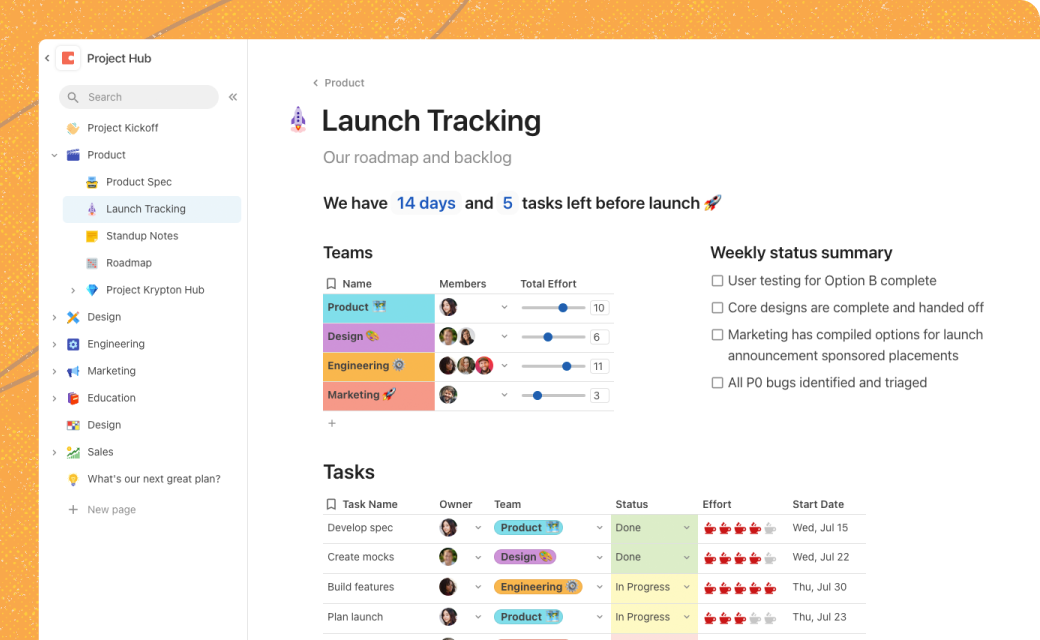 Project Hub
Search
Project Kickoff
Product
Product Spec
Launch Tracking
Standup Notes
Roadmap
Project Krypton Hub
Design
Engineering
Marketing
Education
Design
Sales
What's our next great plan?
New page
Product
Launch Tracking
Our roadmap and backlog
We have 14 days and 5 tasks left before launch
Teams
Name Members Total Effort
Product 10
Design 6
Engineering 11
Marketing 3
Weekly status summary
User testing for Option B complete
Core designs are complete and handed off
Marketing has compiled options for launch
announcement sponsored placements
All P0 bugs identified and triaged
Tasks
Task Name Owner Team Status Effort Start Date
Develop spec Product Done Wed, Jul 15
Create mocks Design Done Wed, Jul 22
Build features Engineering In Progress Thu, Jul 30
Plan launch Product In Progress Thu, Jul 23